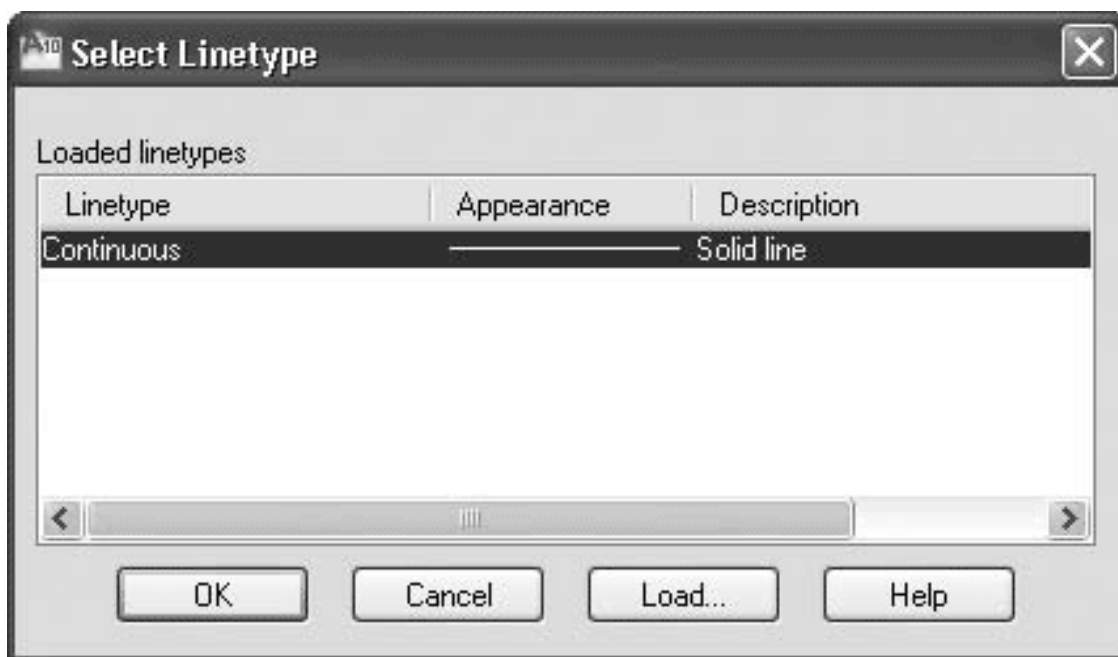 Select Linetype
Loaded linetypes
Linetype Appearance Description
Continuous Solid line
OK Cancel Load... Help